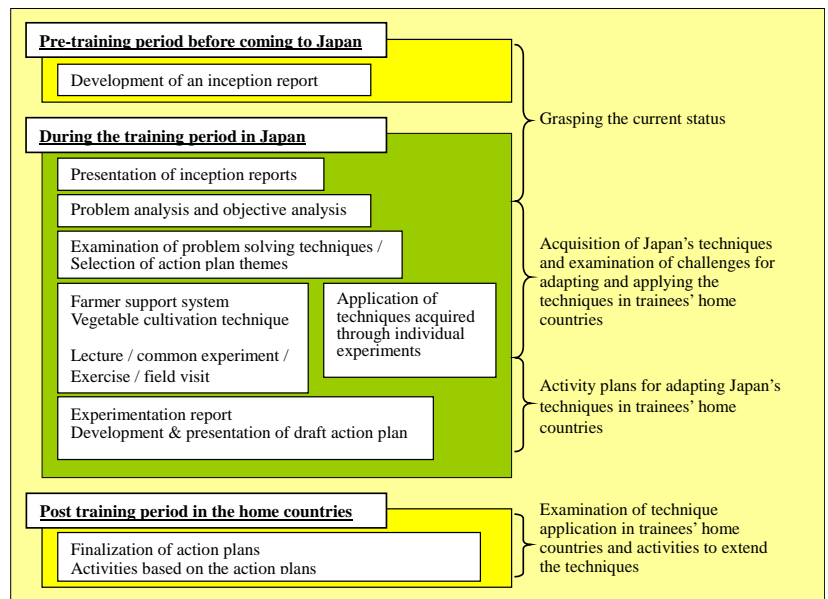 Pre-training period before coming to Japan
Development of an inception report
Grasping the current status
During the training period in Japan
Presentation of inception reports
Problem analysis and objective analysis
Examination of problem solving techniques /
Selection of action plan themes
Acquisition of Japan's techniques
and examination of challenges for
adapting and applying the
techniques in trainees' home
countries
Farmer support system
Vegetable cultivation technique
Lecture / common experiment /
Exercise / field visit
Application of
techniques acquired
through individual
experiments
Activity plans for adapting Japan's
techniques in trainees' home
countries
Experimentation report
Development & presentation of draft action plan
Post training period in the home countries
Finalization of action plans
Activities based on the action plans
Examination of technique
application in trainees' home
countries and activities to extend
the techniques